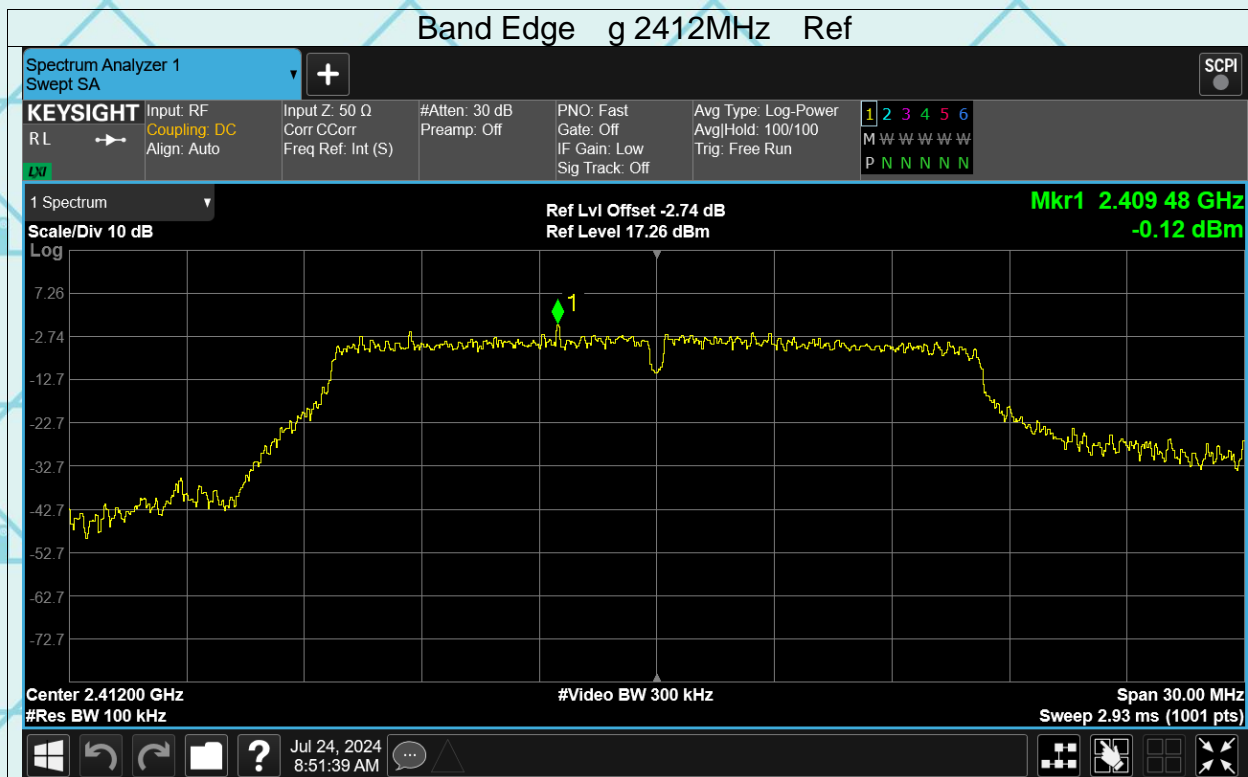 Band Edge g 2412MHz Ref
Spectrum Analyzer 1
Swept SA
+
SCPI
KEYSIGHT
R L
LXI
Input: RF
Coupling: DC
Align: Auto
Input Z: 50 Ω
Corr CCorr
Freq Ref: Int (S)
#Atten: 30 dB
Preamp: Off
PNO: Fast
Gate: Off
IF Gain: Low
Sig Track: Off
Avg Type: Log-Power
Avg|Hold: 100/100
Trig: Free Run
1 2 3 4 5 6
M W W W W W
P N N N N N
1 Spectrum
Scale/Div 10 dB
Ref Lvl Offset -2.74 dB
Ref Level 17.26 dBm
Mkr1 2.409 48 GHz
-0.12 dBm
Log
7.26
-2.74
-12.7
-22.7
-32.7
-42.7
-52.7
-62.7
-72.7
1
Center 2.41200 GHz
#Res BW 100 kHz
#Video BW 300 kHz
Span 30.00 MHz
Sweep 2.93 ms (1001 pts)
?
Jul 24, 2024
8:51:39 AM